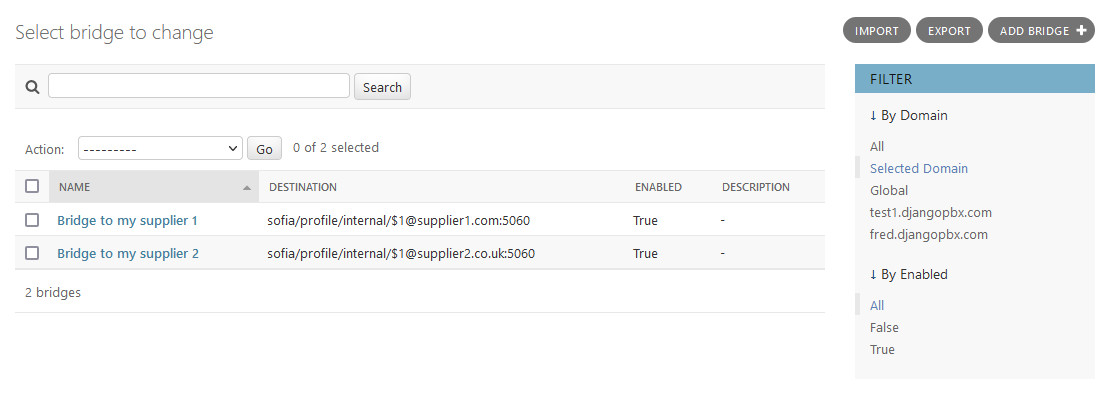 Select bridge to change
IMPORT EXPORT ADD BRIDGE +
Search
Action: --------- Go 0 of 2 selected
NAME DESTINATION ENABLED DESCRIPTION
Bridge to my supplier 1 sofia/profile/internal/$1@supplier1.com:5060 True -
Bridge to my supplier 2 sofia/profile/internal/$1@supplier2.co.uk:5060 True -
2 bridges
FILTER
↓ By Domain
All
Selected Domain
Global
test1.djangopbx.com
fred.djangopbx.com
↓ By Enabled
All
False
True